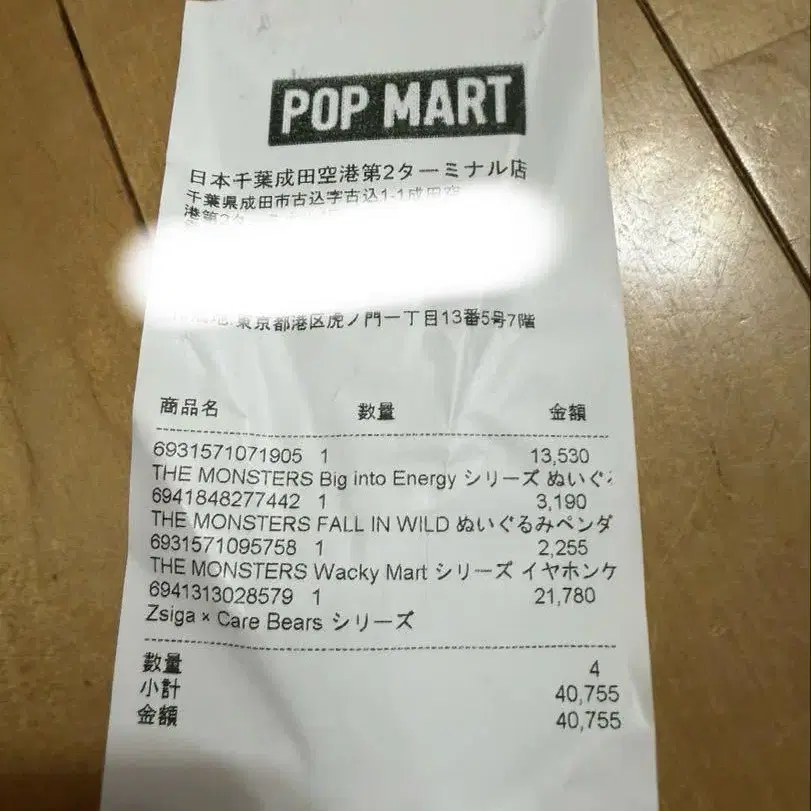 POP MART
日本千葉成田空港第2ターミナル店
千葉県成田市古込字古込1-1成田空
港第2タ
東京都港区虎ノ門一丁目13番5号7階
商品名 数量 金額
6931571071905 1 13,530
THE MONSTERS Big into Energy シリーズ ぬいぐ
6941848277442 1 3,190
THE MONSTERS FALL IN WILD ぬいぐるみペンダ
6931571095758 1 2,255
THE MONSTERS Wacky Mart シリーズ イヤホンケ
6941313028579 1 21,780
Zsiga × Care Bears シリーズ
数量 4
小計 40,755
金額 40,755